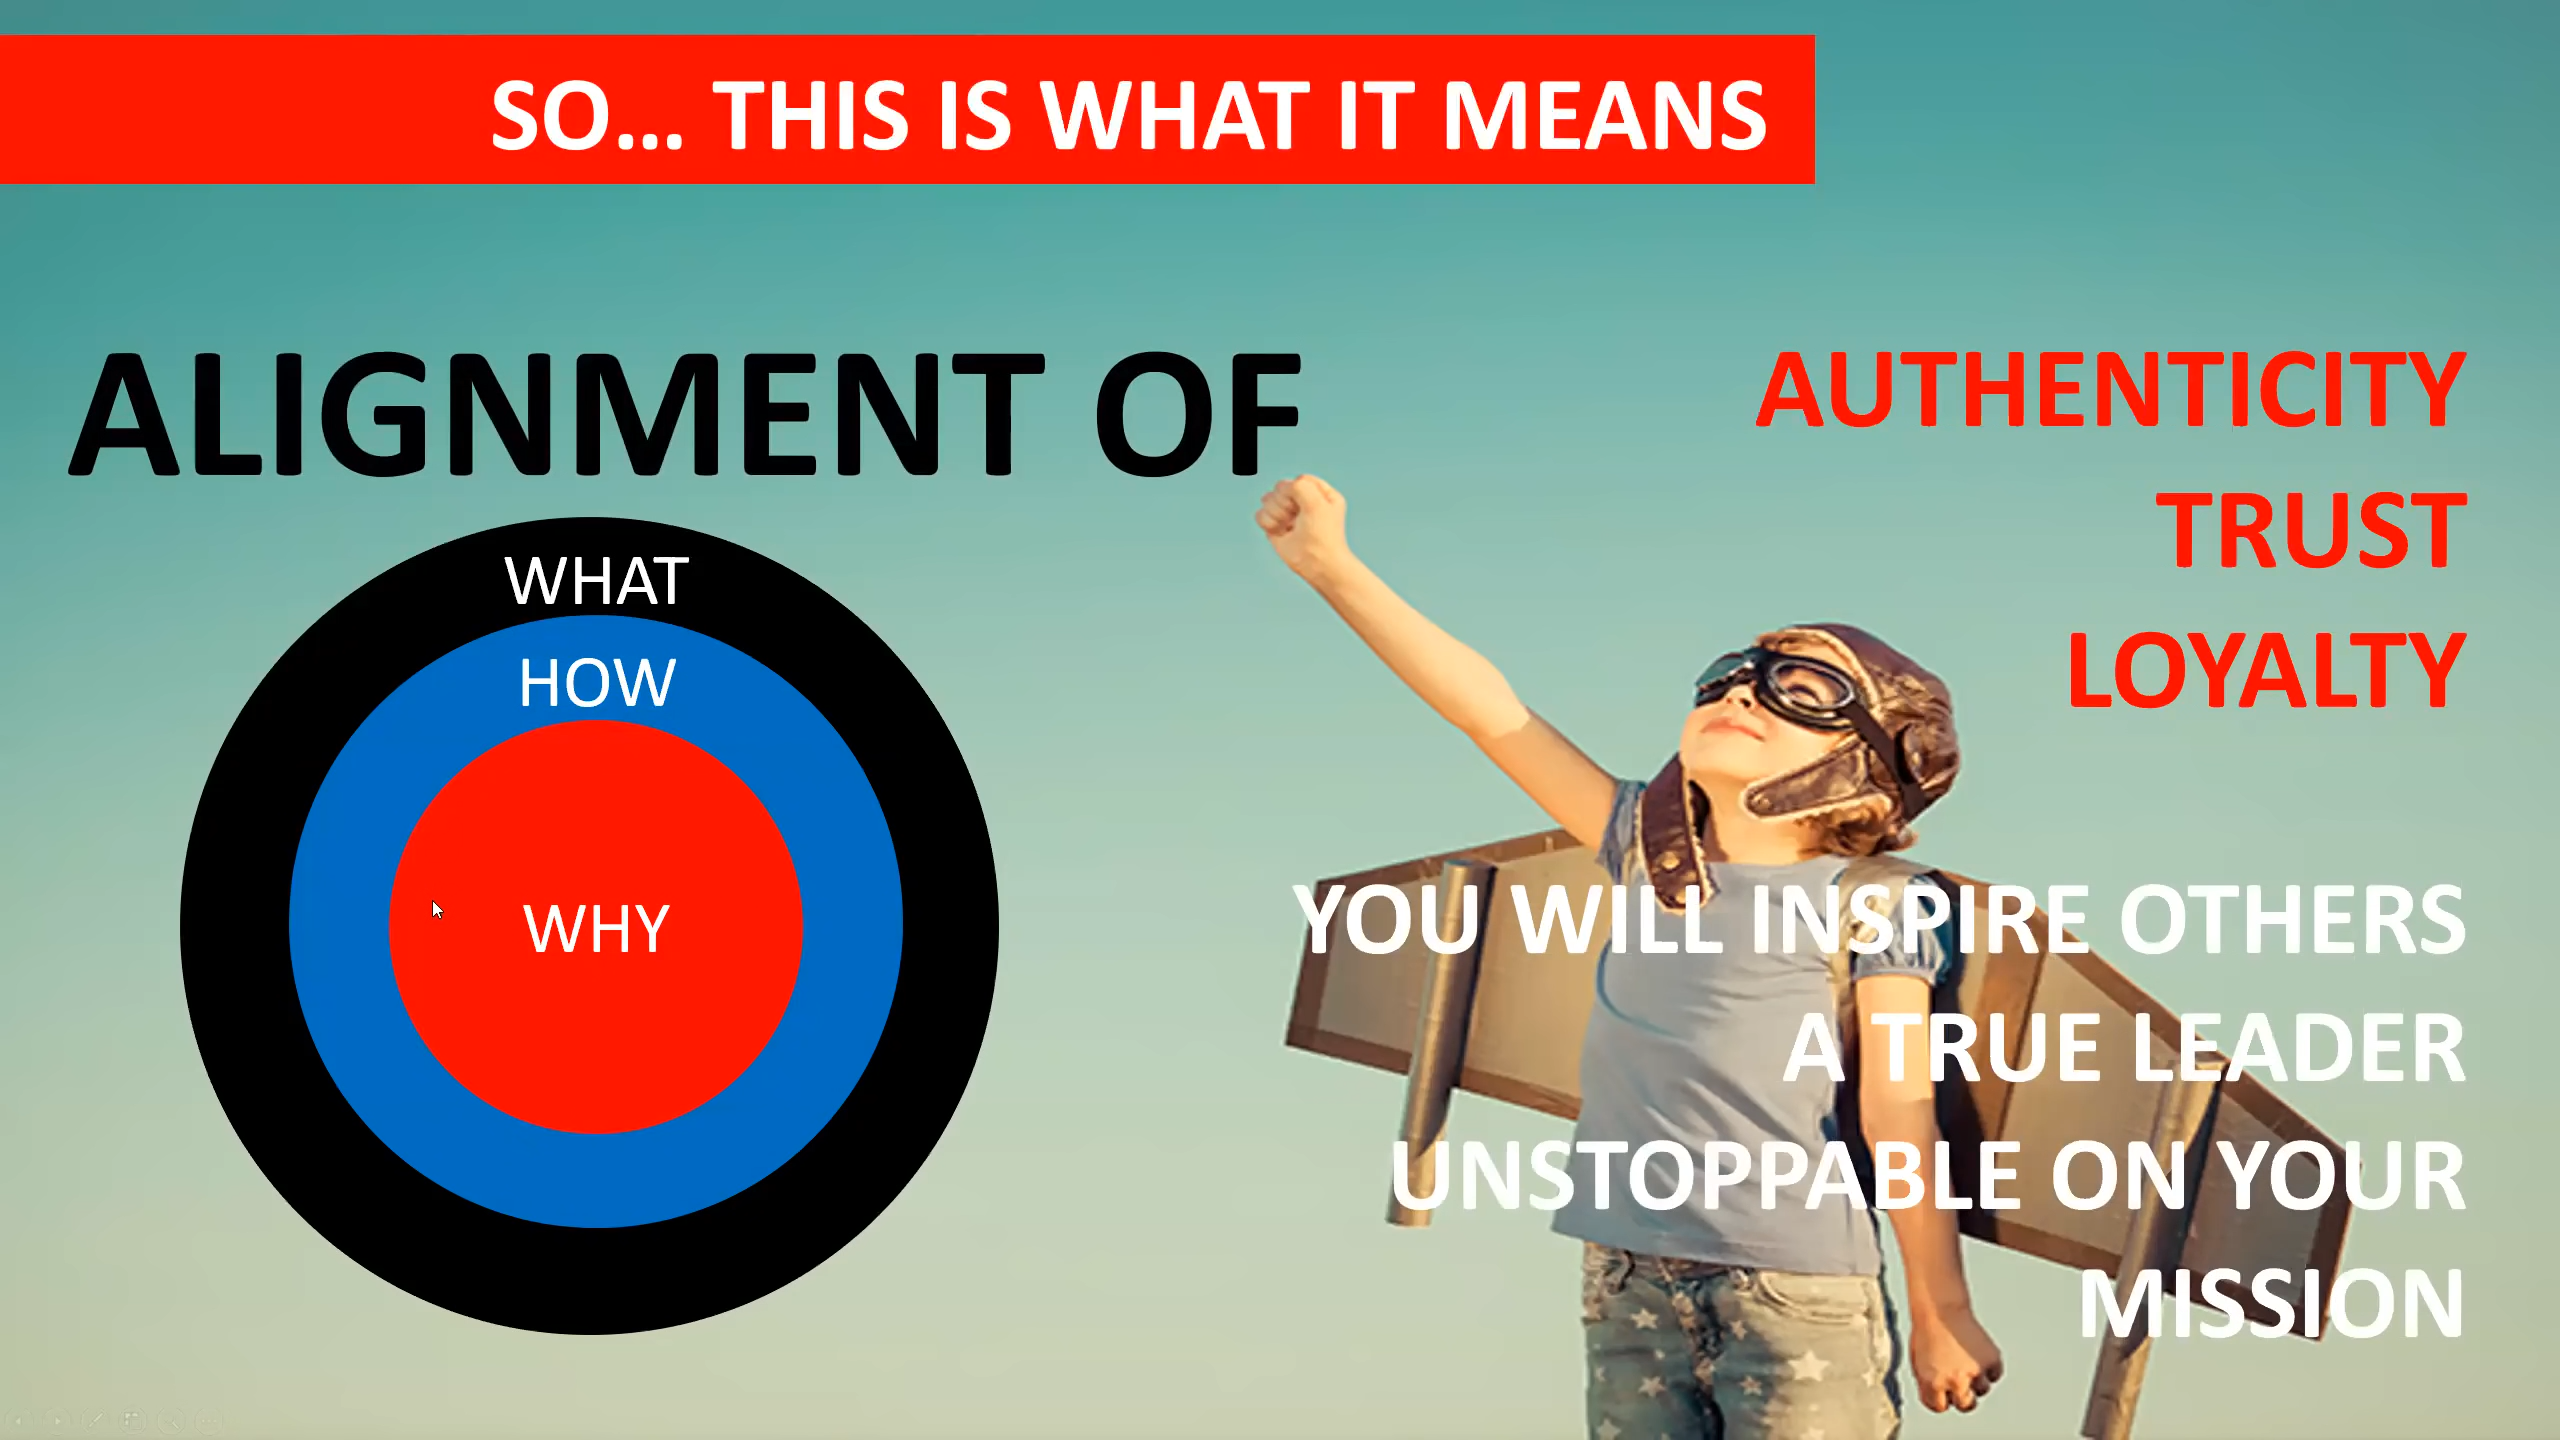 SO... THIS IS WHAT IT MEANS
ALIGNMENT OF
WHAT
HOW
WHY
AUTHENTICITY
TRUST
LOYALTY
YOU WILL INSPIRE OTHERS
A TRUE LEADER
UNSTOPPABLE ON YOUR
MISSION